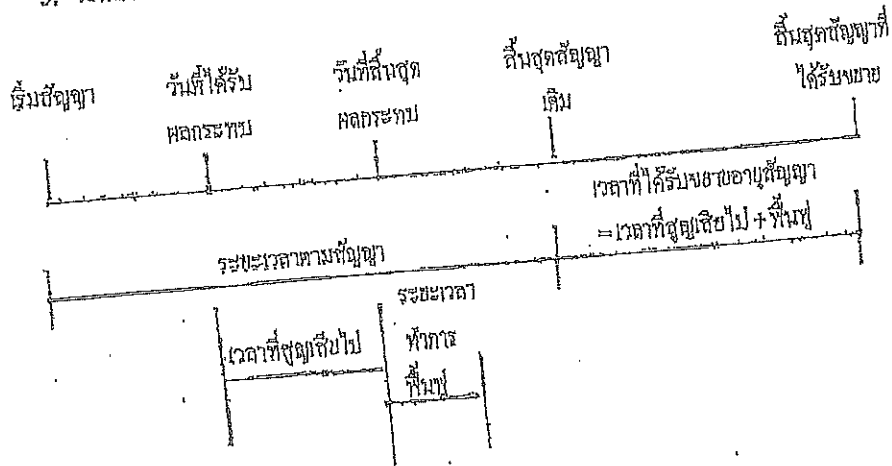 เริ่มสัญญา
วันที่ได้รับ
ผลกระทบ
วันที่สิ้นสุด
ผลกระทบ
สิ้นสุดสัญญา
เดิม
สิ้นสุดสัญญาที่
ได้รับขยาย
เวลาที่ได้รับขยายอายุสัญญา
=เวลาที่สูญเสียไป + ฟื้นฟู
ระยะเวลาตามสัญญา
เวลาที่สูญเสียไป
ระยะเวลา
ทำการ
ฟื้นฟู